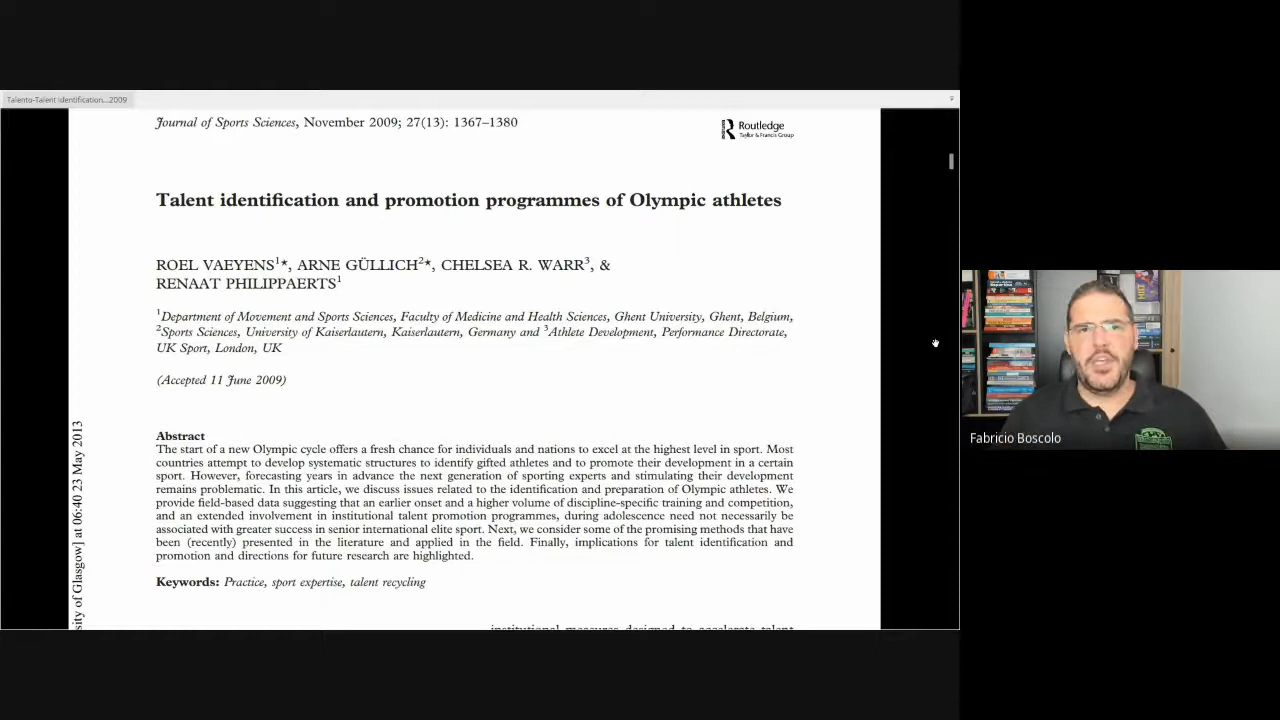 Talento-Talent Identification...2009
Journal of Sports Sciences, November 2009; 27(13): 1367–1380
Routledge
Taylor & Francis Group
Talent identification and promotion programmes of Olympic athletes
ROEL VAEYENS1*, ARNE GÜLLICH2*, CHELSEA R. WARR3, &
RENAAT PHILIPPAERTS1
1Department of Movement and Sports Sciences, Faculty of Medicine and Health Sciences, Ghent University, Ghent, Belgium,
2Sports Sciences, University of Kaiserlautern, Kaiserlautern, Germany and 3Athlete Development, Performance Directorate,
UK Sport, London, UK
(Accepted 11 June 2009)
Abstract
The start of a new Olympic cycle offers a fresh chance for individuals and nations to excel at the highest level in sport. Most
countries attempt to develop systematic structures to identify gifted athletes and to promote their development in a certain
sport. However, forecasting years in advance the next generation of sporting experts and stimulating their development
remains problematic. In this article, we discuss issues related to the identification and preparation of Olympic athletes. We
provide field-based data suggesting that an earlier onset and a higher volume of discipline-specific training and competition,
and an extended involvement in institutional talent promotion programmes, during adolescence need not necessarily be
associated with greater success in senior international elite sport. Next, we consider some of the promising methods that have
been (recently) presented in the literature and applied in the field. Finally, implications for talent identification and
promotion and directions for future research are highlighted.
Keywords: Practice, sport expertise, talent recycling
institutional measures designed to accelerate talent
sity of Glasgow] at 06:40 23 May 2013
Fabricio Boscolo